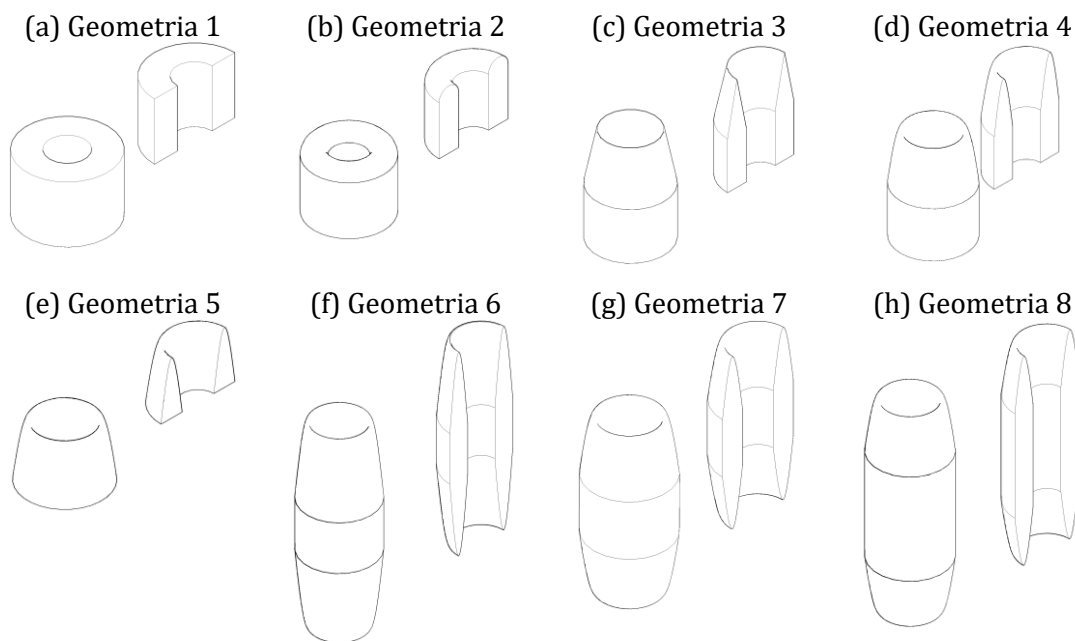 (a) Geometria 1
(b) Geometria 2
(c) Geometria 3
(d) Geometria 4
(e) Geometria 5
(f) Geometria 6
(g) Geometria 7
(h) Geometria 8